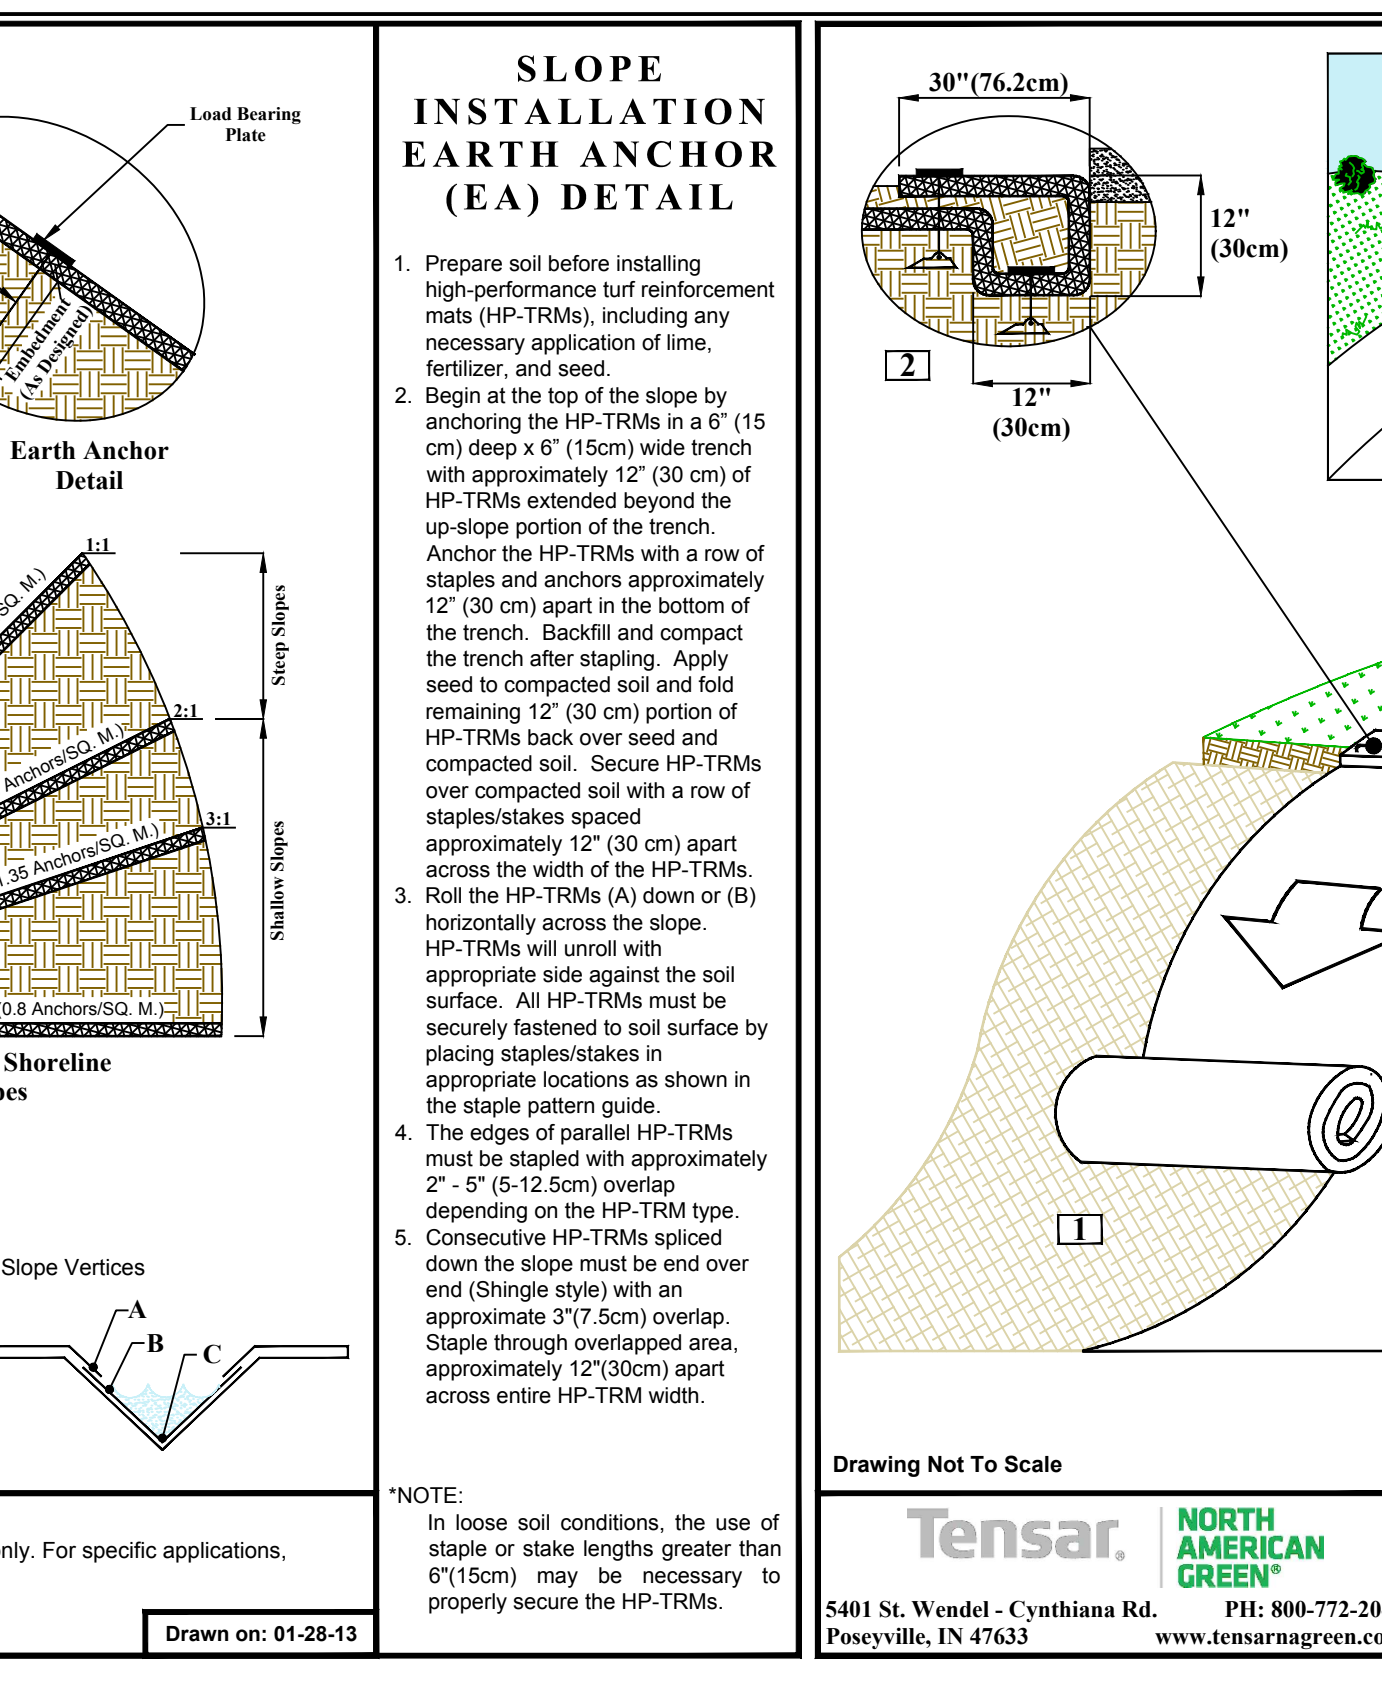 Load Bearing
Plate
Embedment
(As Designed)
Earth Anchor
Detail
1:1
SQ. M.)
Steep Slopes
2:1
Anchors/SQ. M.)
3:1
.35 Anchors/SQ. M.)
Shallow Slopes
(0.8 Anchors/SQ. M.)
Shoreline
Slope Vertices
A
B
C
only. For specific applications,
Drawn on: 01-28-13
SLOPE
INSTALLATION
EARTH ANCHOR
(EA) DETAIL
1. Prepare soil before installing
high-performance turf reinforcement
mats (HP-TRMs), including any
necessary application of lime,
fertilizer, and seed.
2. Begin at the top of the slope by
anchoring the HP-TRMs in a 6” (15
cm) deep x 6” (15cm) wide trench
with approximately 12” (30 cm) of
HP-TRMs extended beyond the
up-slope portion of the trench.
Anchor the HP-TRMs with a row of
staples and anchors approximately
12” (30 cm) apart in the bottom of
the trench. Backfill and compact
the trench after stapling. Apply
seed to compacted soil and fold
remaining 12” (30 cm) portion of
HP-TRMs back over seed and
compacted soil. Secure HP-TRMs
over compacted soil with a row of
staples/stakes spaced
approximately 12" (30 cm) apart
across the width of the HP-TRMs.
3. Roll the HP-TRMs (A) down or (B)
horizontally across the slope.
HP-TRMs will unroll with
appropriate side against the soil
surface. All HP-TRMs must be
securely fastened to soil surface by
placing staples/stakes in
appropriate locations as shown in
the staple pattern guide.
4. The edges of parallel HP-TRMs
must be stapled with approximately
2" - 5" (5-12.5cm) overlap
depending on the HP-TRM type.
5. Consecutive HP-TRMs spliced
down the slope must be end over
end (Shingle style) with an
approximate 3"(7.5cm) overlap.
Staple through overlapped area,
approximately 12"(30cm) apart
across entire HP-TRM width.
*NOTE:
In loose soil conditions, the use of
staple or stake lengths greater than
6"(15cm) may be necessary to
properly secure the HP-TRMs.
30"(76.2cm)
12"
(30cm)
2
12"
(30cm)
1
Drawing Not To Scale
Tensar®
NORTH
AMERICAN
GREEN®
5401 St. Wendel - Cynthiana Rd. PH: 800-772-20
Poseyville, IN 47633 www.tensarnagreen.co